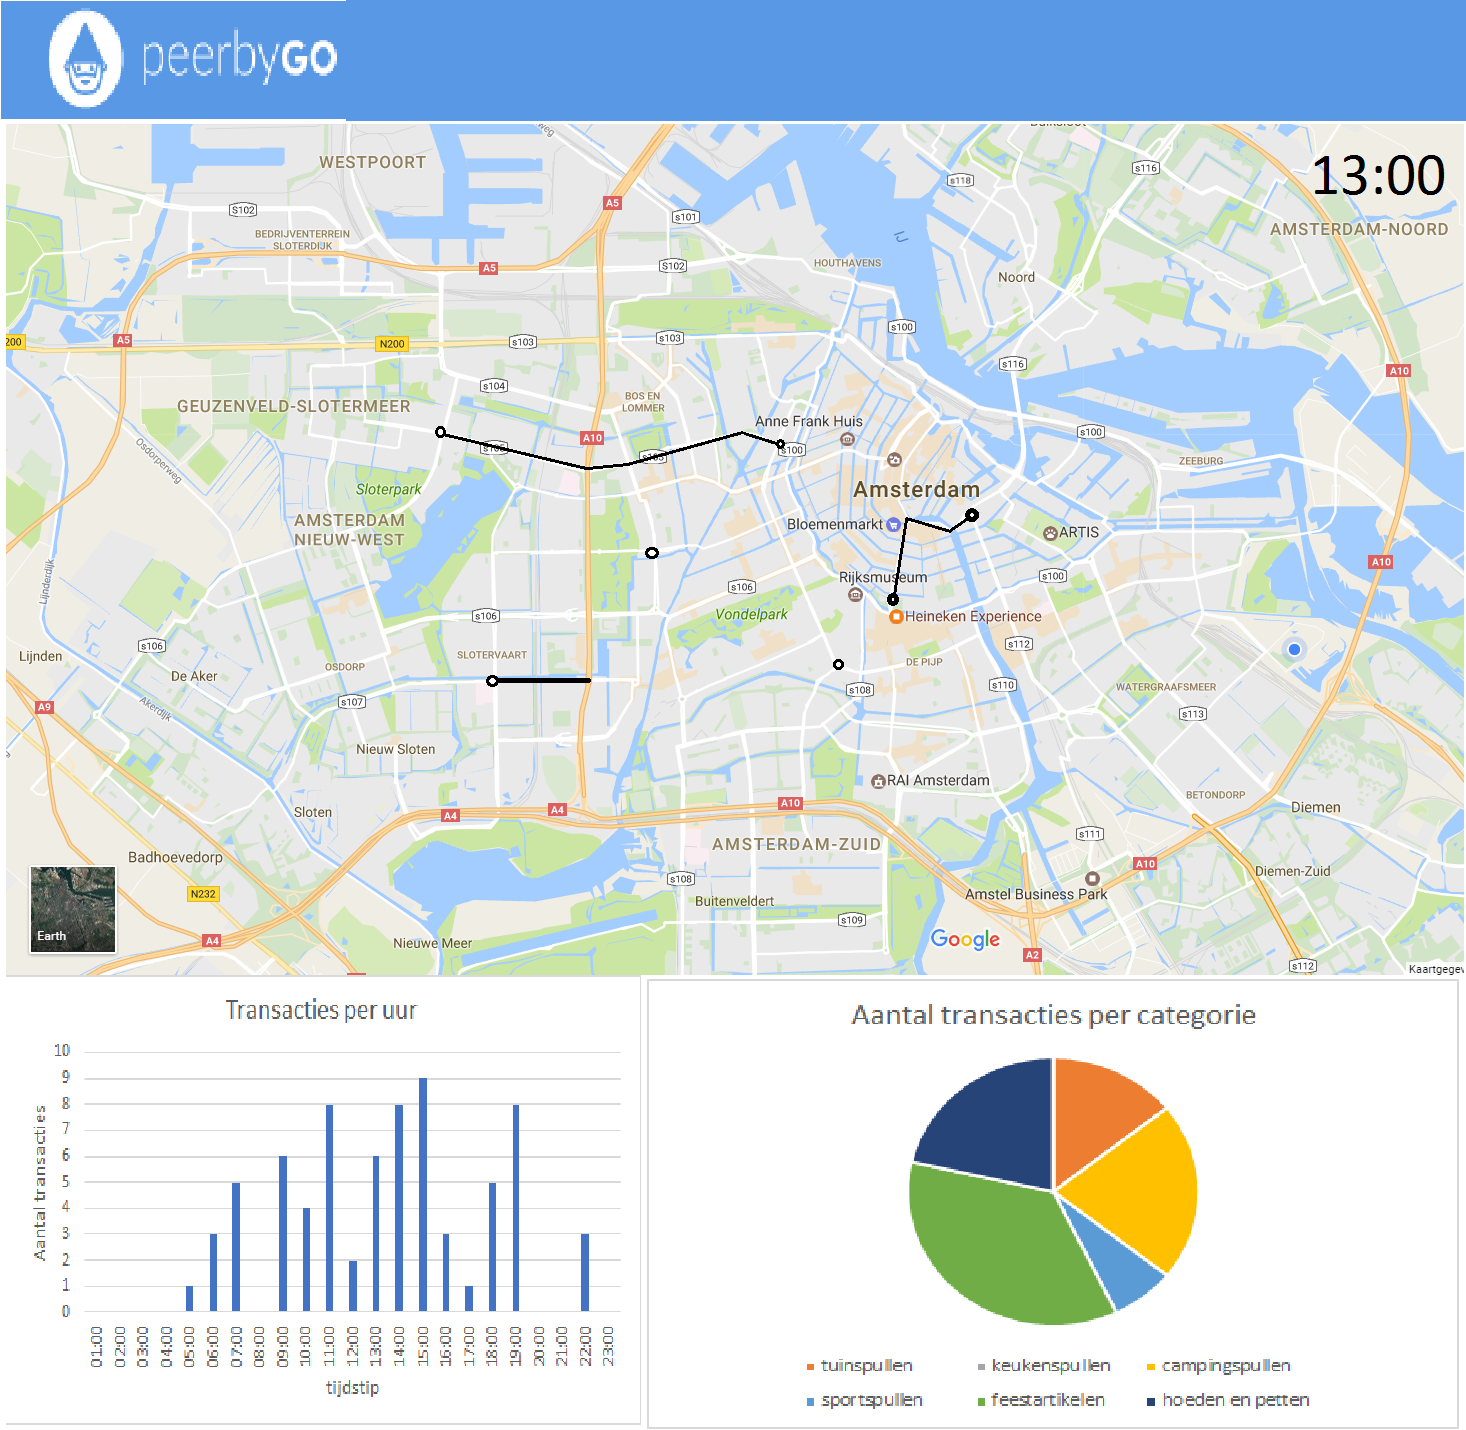 peerbyGO
13:00
WESTPOORT
S102
BEDRIJVENTERREIN
SLOTERDIJK
A5
s101
A5
S102
HOUTHAVENS
IJ
s118
s116
AMSTERDAM-NOORD
Noord
200
A5
N200
s103
s103
s100
s116
A10
s104
BOS EN
LOMMER
GEUZENVELD-SLOTERMEER
Anne Frank Huis
A10
s100
s100
Osdorperweg
ZEEBURG
Sloterpark
Amsterdam
AMSTERDAM
NIEUW-WEST
Bloemenmarkt
ARTIS
A10
Lijnderdijk
Rijksmuseum
s100
s106
Vondelpark
s106
Heineken Experience
s106
s112
Lijnden
De Aker
OSDORP
SLOTERVAART
DE PIJP
s110
WATERGRAAFSMEER
s108
A9
Akerdijk
s107
s113
Nieuw Sloten
RAI Amsterdam
BETONDORP
Diemen
Sloten
A4
A4
A10
s111
AMSTERDAM-ZUID
Badhoevedorp
A10
Diemen-Zuid
s108
N232
Buitenveldert
Amstel Business Park
s109
Earth
A4
Nieuwe Meer
Google
A2
s112
Kaartgegev
Transacties per uur
10
9
8
7
6
5
4
3
2
1
0
Aantal transacties
01:00 02:00 03:00 04:00 05:00 06:00 07:00 08:00 09:00 10:00 11:00 12:00 13:00 14:00 15:00 16:00 17:00 18:00 19:00 20:00 21:00 22:00 23:00
tijdstip
Aantal transacties per categorie
tuinspullen keukenspullen campingspullen
sportspullen feestartikelen hoeden en petten